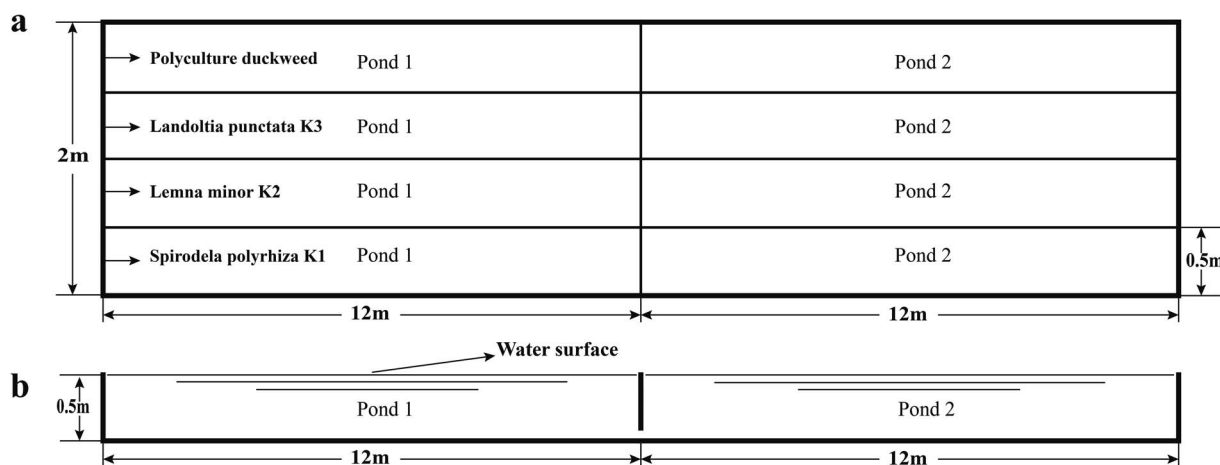 a
Polyculture duckweed Pond 1 Pond 2
Landoltia punctata K3 Pond 1 Pond 2
2m
Lemna minor K2 Pond 1 Pond 2
Spirodela polyrhiza K1 Pond 1 Pond 2
0.5m
12m 12m
Water surface
b
0.5m Pond 1 Pond 2
12m 12m